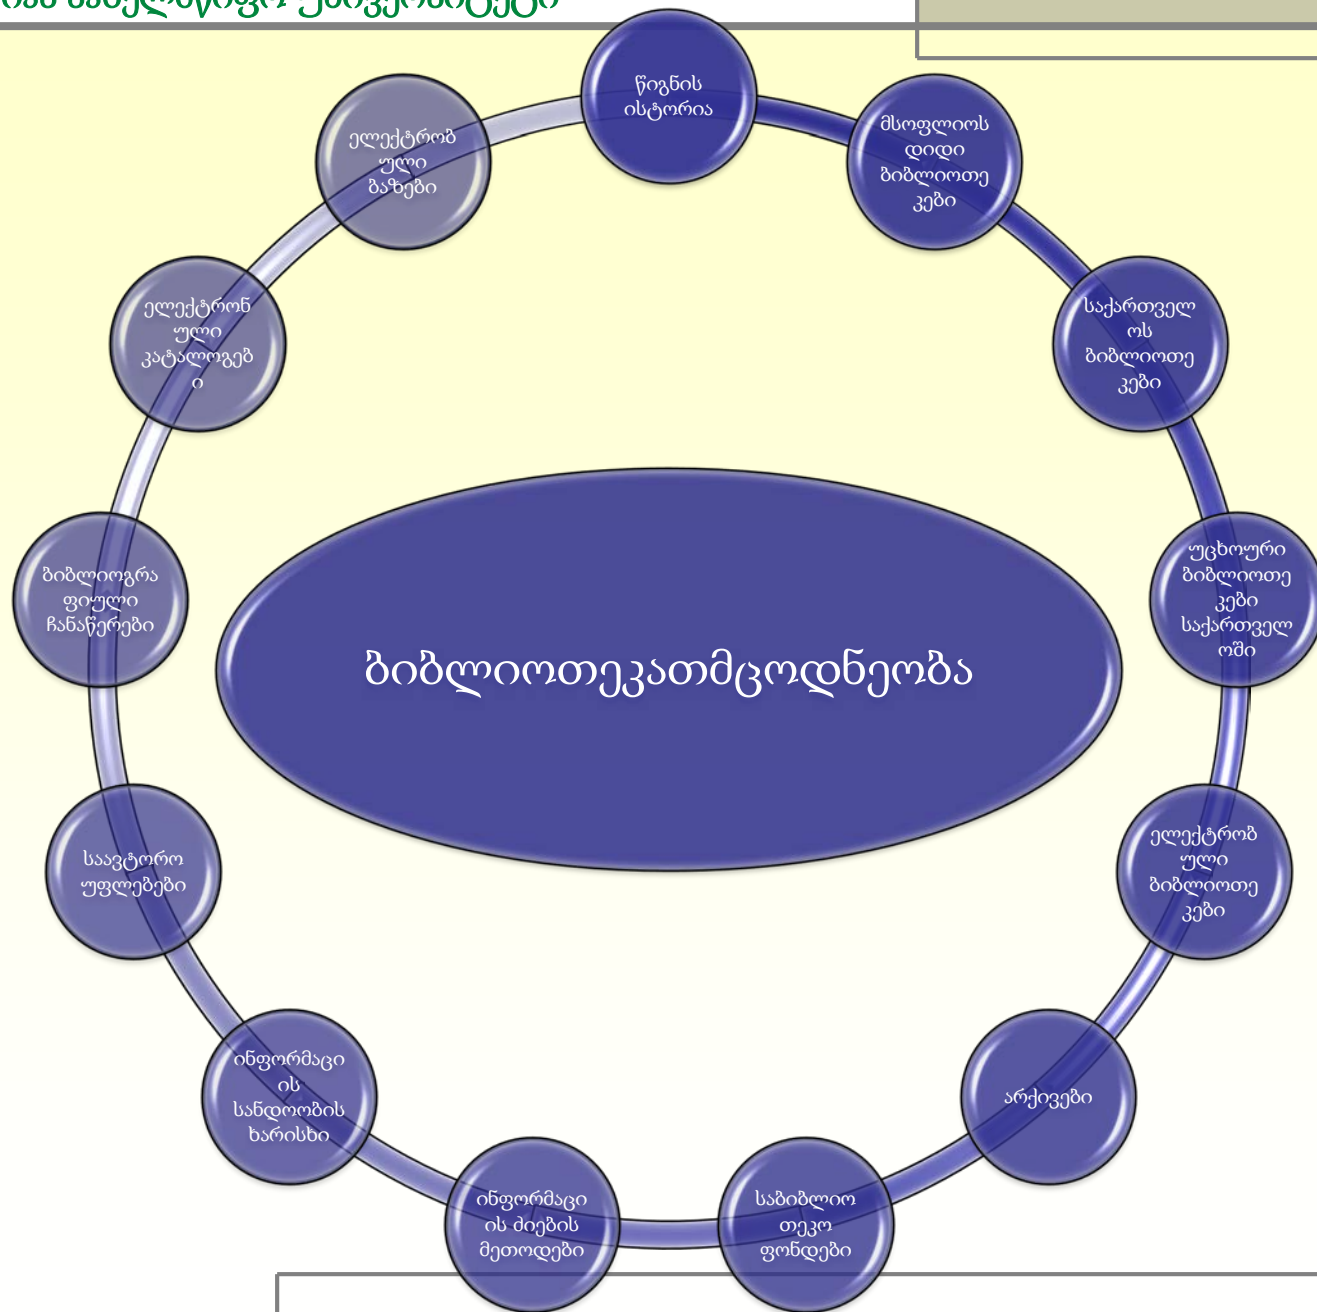 წიგნის
ისტორია
მსოფლიოს
დიდი
ბიბლიოთე
კები
საქართველ
ოს
ბიბლიოთე
კები
უცხოური
ბიბლიოთე
კები
საქართველ
ოში
ელექტრობ
ული
ბიბლიოთე
კები
არქივები
საბიბლიო
თეკო
ფონდები
ინფორმაცი
ის ძიების
მეთოდები
ინფორმაცი
ის
სანდოობის
ხარისხი
საავტორო
უფლებები
ბიბლიოგრა
ფიული
ჩანაწერები
ელექტრონ
ული
კატალოგებ
ი
ელექტრობ
ული
ბაზები
ბიბლიოთეკათმცოდნეობა